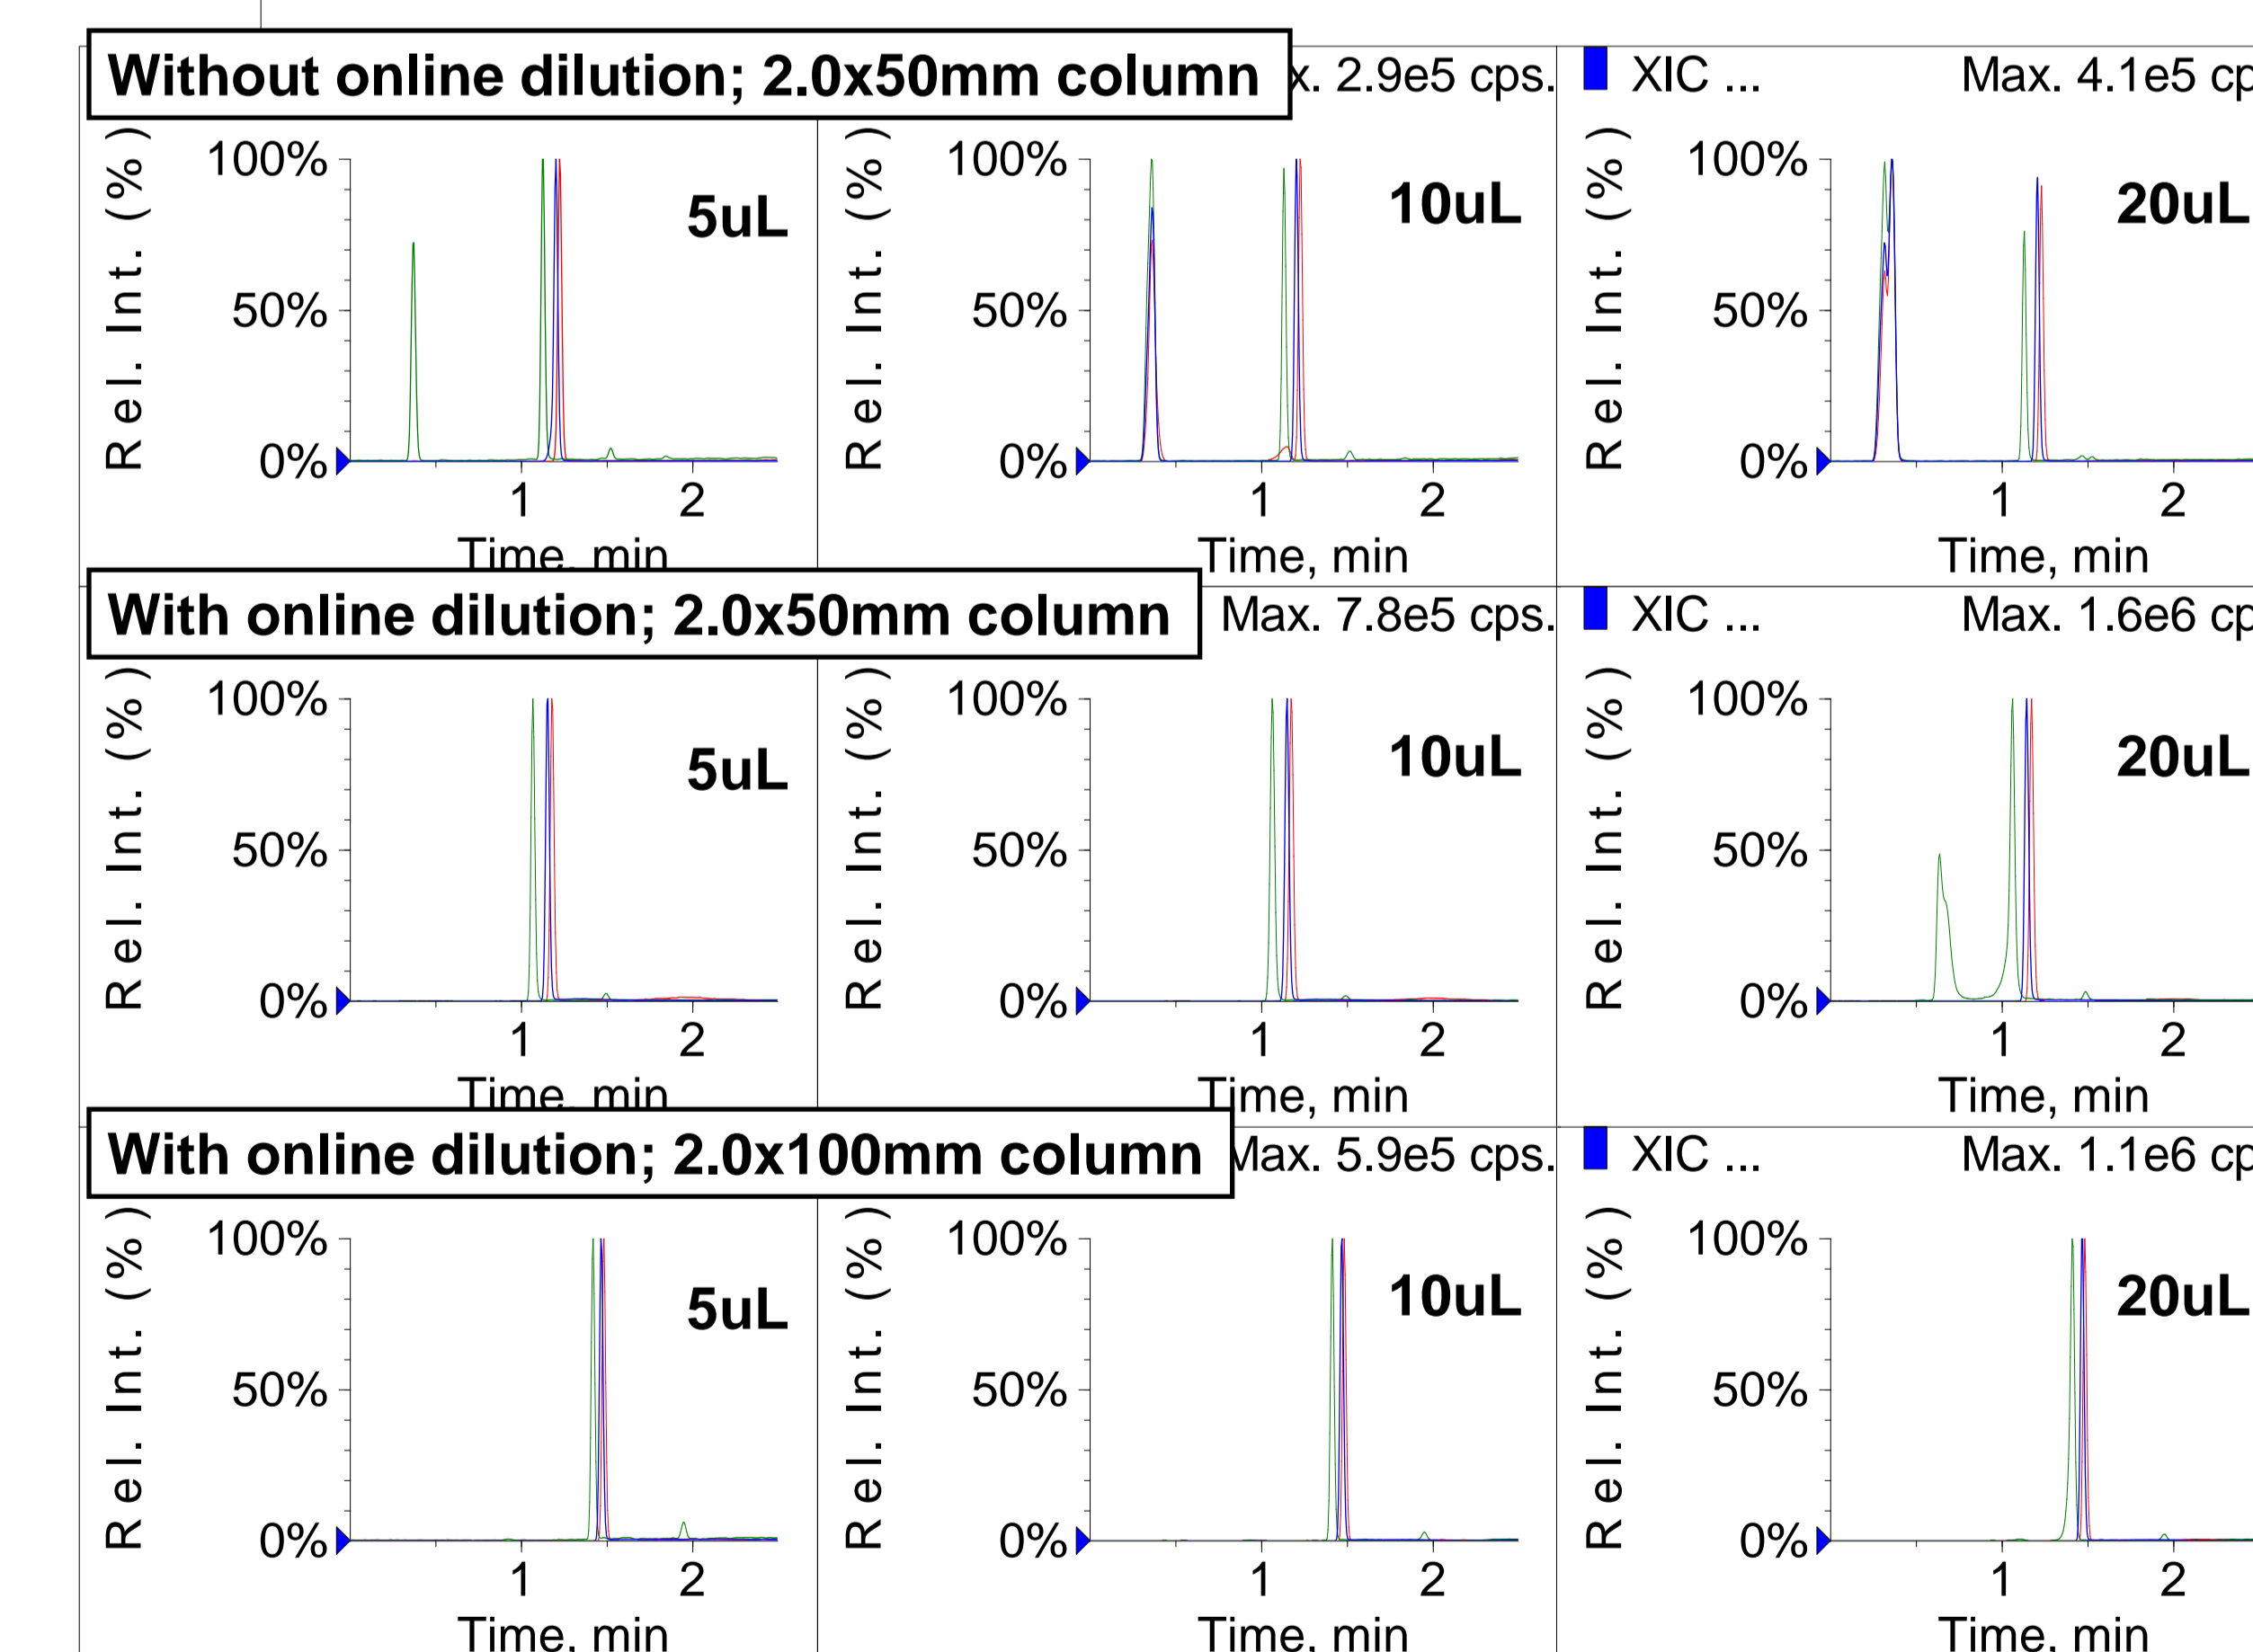 Without online dilution; 2.0x50mm column
x. 2.9e5 cps.
XIC ...
Max. 4.1e5 cp
Rel. Int. (%)
100%
50%
0%
5uL
1
2
Time, min
Rel. Int. (%)
100%
50%
0%
10uL
1
2
Time, min
Rel. Int. (%)
100%
50%
0%
20uL
1
2
Time, min
With online dilution; 2.0x50mm column
Max. 7.8e5 cps.
XIC ...
Max. 1.6e6 cp
Rel. Int. (%)
100%
50%
0%
5uL
1
2
Time, min
Rel. Int. (%)
100%
50%
0%
10uL
1
2
Time, min
Rel. Int. (%)
100%
50%
0%
20uL
1
2
Time, min
With online dilution; 2.0x100mm column
Max. 5.9e5 cps.
XIC ...
Max. 1.1e6 cp
Rel. Int. (%)
100%
50%
0%
5uL
1
2
Time, min
Rel. Int. (%)
100%
50%
0%
10uL
1
2
Time, min
Rel. Int. (%)
100%
50%
0%
20uL
1
2
Time, min